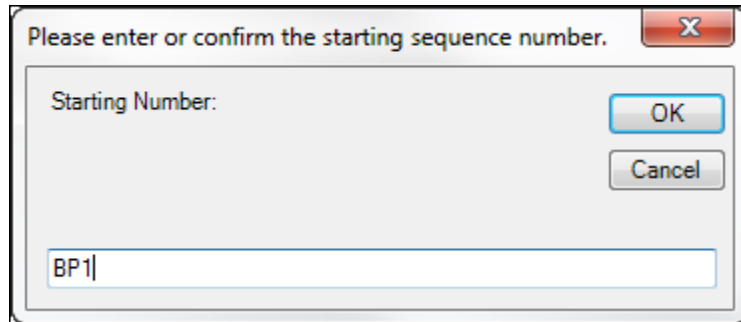 Please enter or confirm the starting sequence number.
Starting Number:
OK
Cancel
BP1